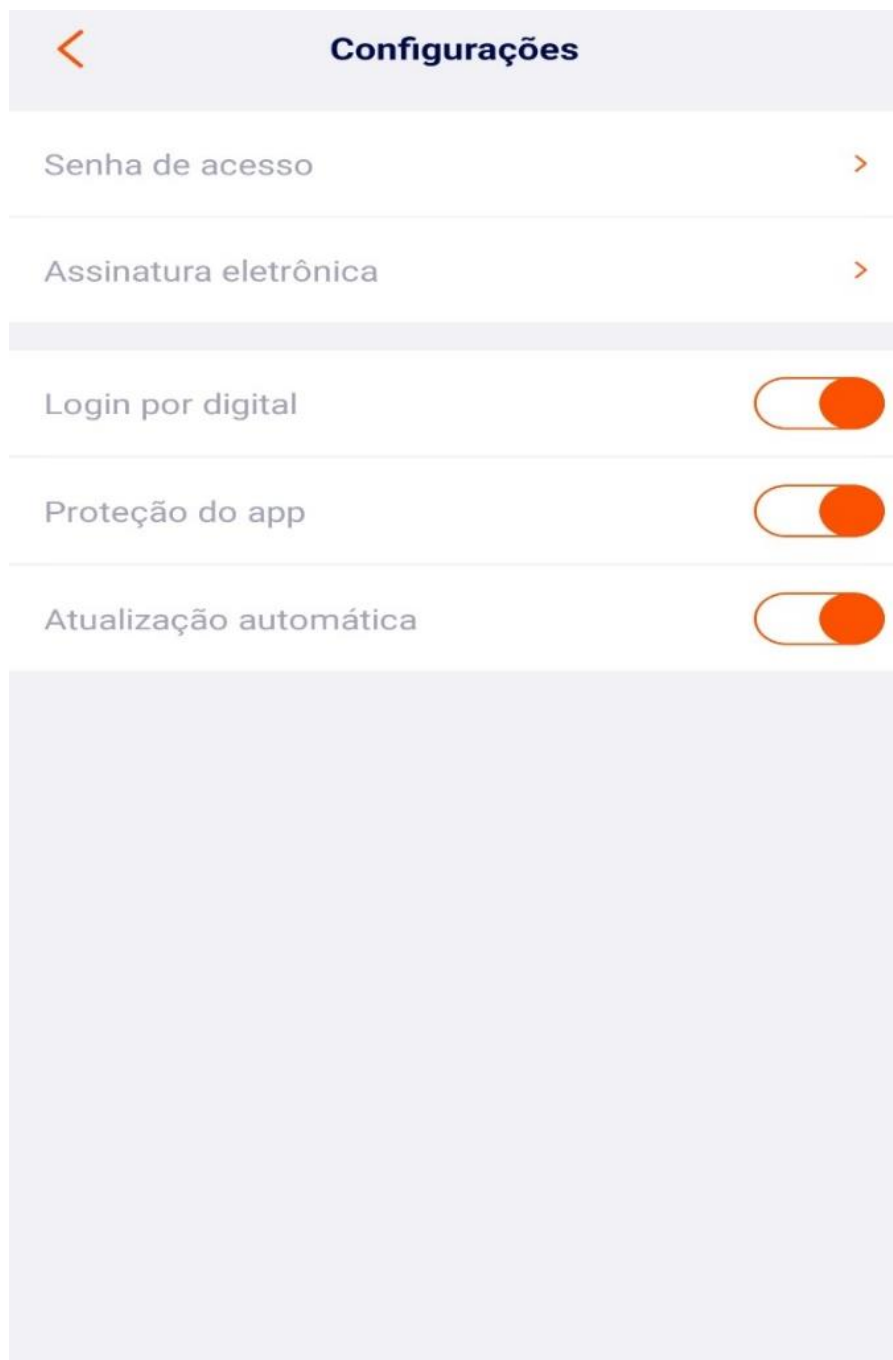 Configurações
Senha de acesso
Assinatura eletrônica
Login por digital
Proteção do app
Atualização automática